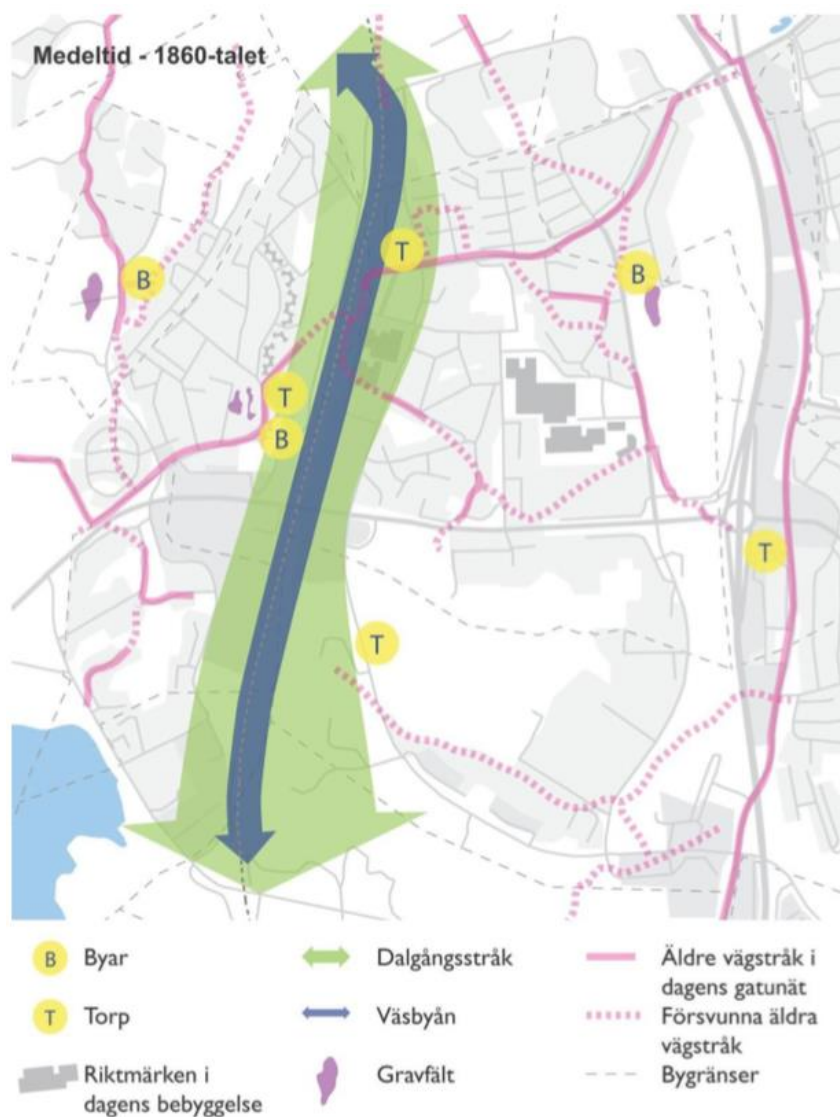 Medeltid - 1860-talet
T
B
B
T
B
T
T
B Byar
Dalgångsstråk
Äldre vägstråk i
dagens gatunät
T Torp
Väsbyån
Försvunna äldra
vägstråk
Riktmärken i
dagens bebyggelse
Gravfält
Bygränser